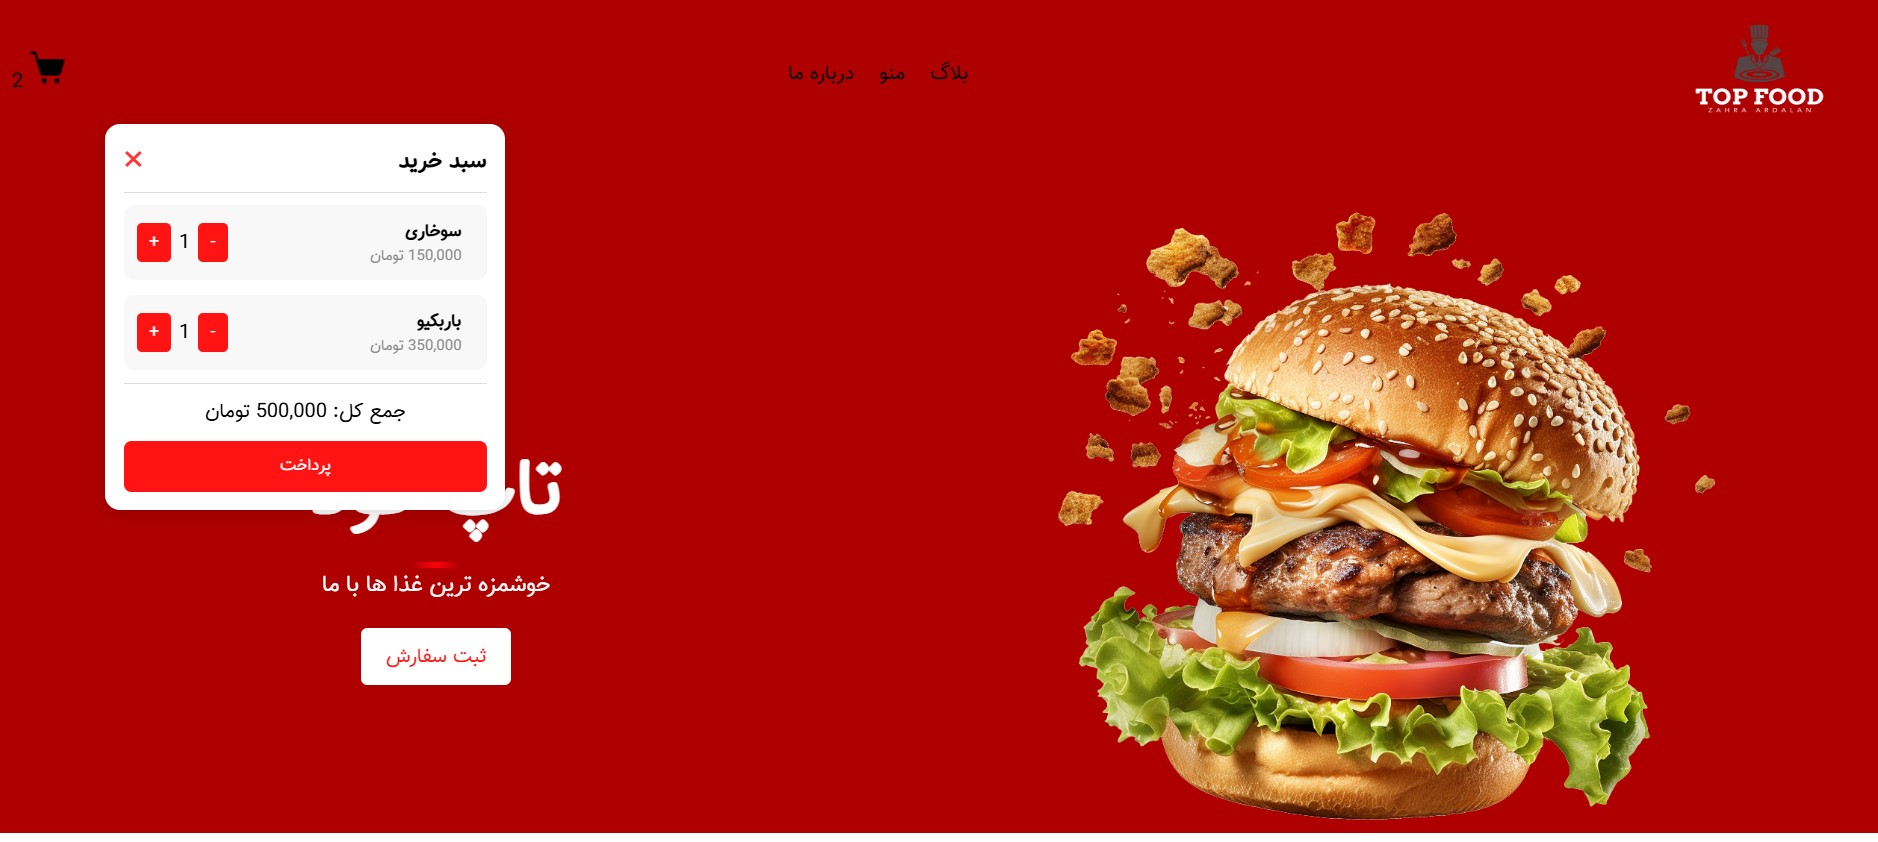 TOP FOOD
ZAHRA ARDALAN
بلاگ
منو
درباره ما
2
سبد خرید
×
سوخاری
150,000 تومان
- 1 +
باربکیو
350,000 تومان
- 1 +
جمع کل: 500,000 تومان
پرداخت
تاپ
خوشمزه ترین غذا ها با ما
ثبت سفارش